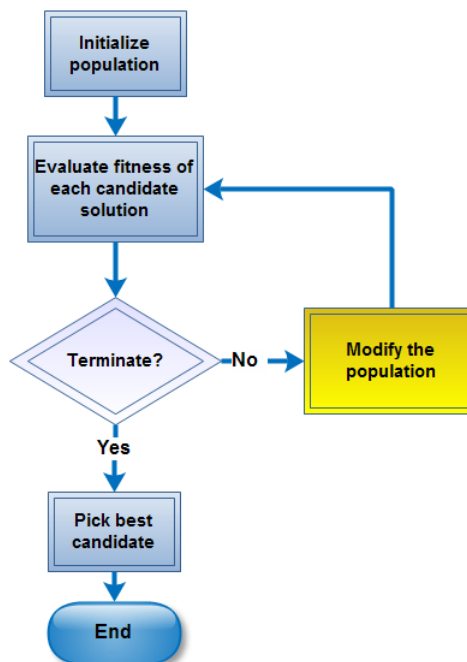 Initialize
population
Evaluate fitness of
each candidate
solution
Terminate?
No
Modify the
population
Yes
Pick best
candidate
End